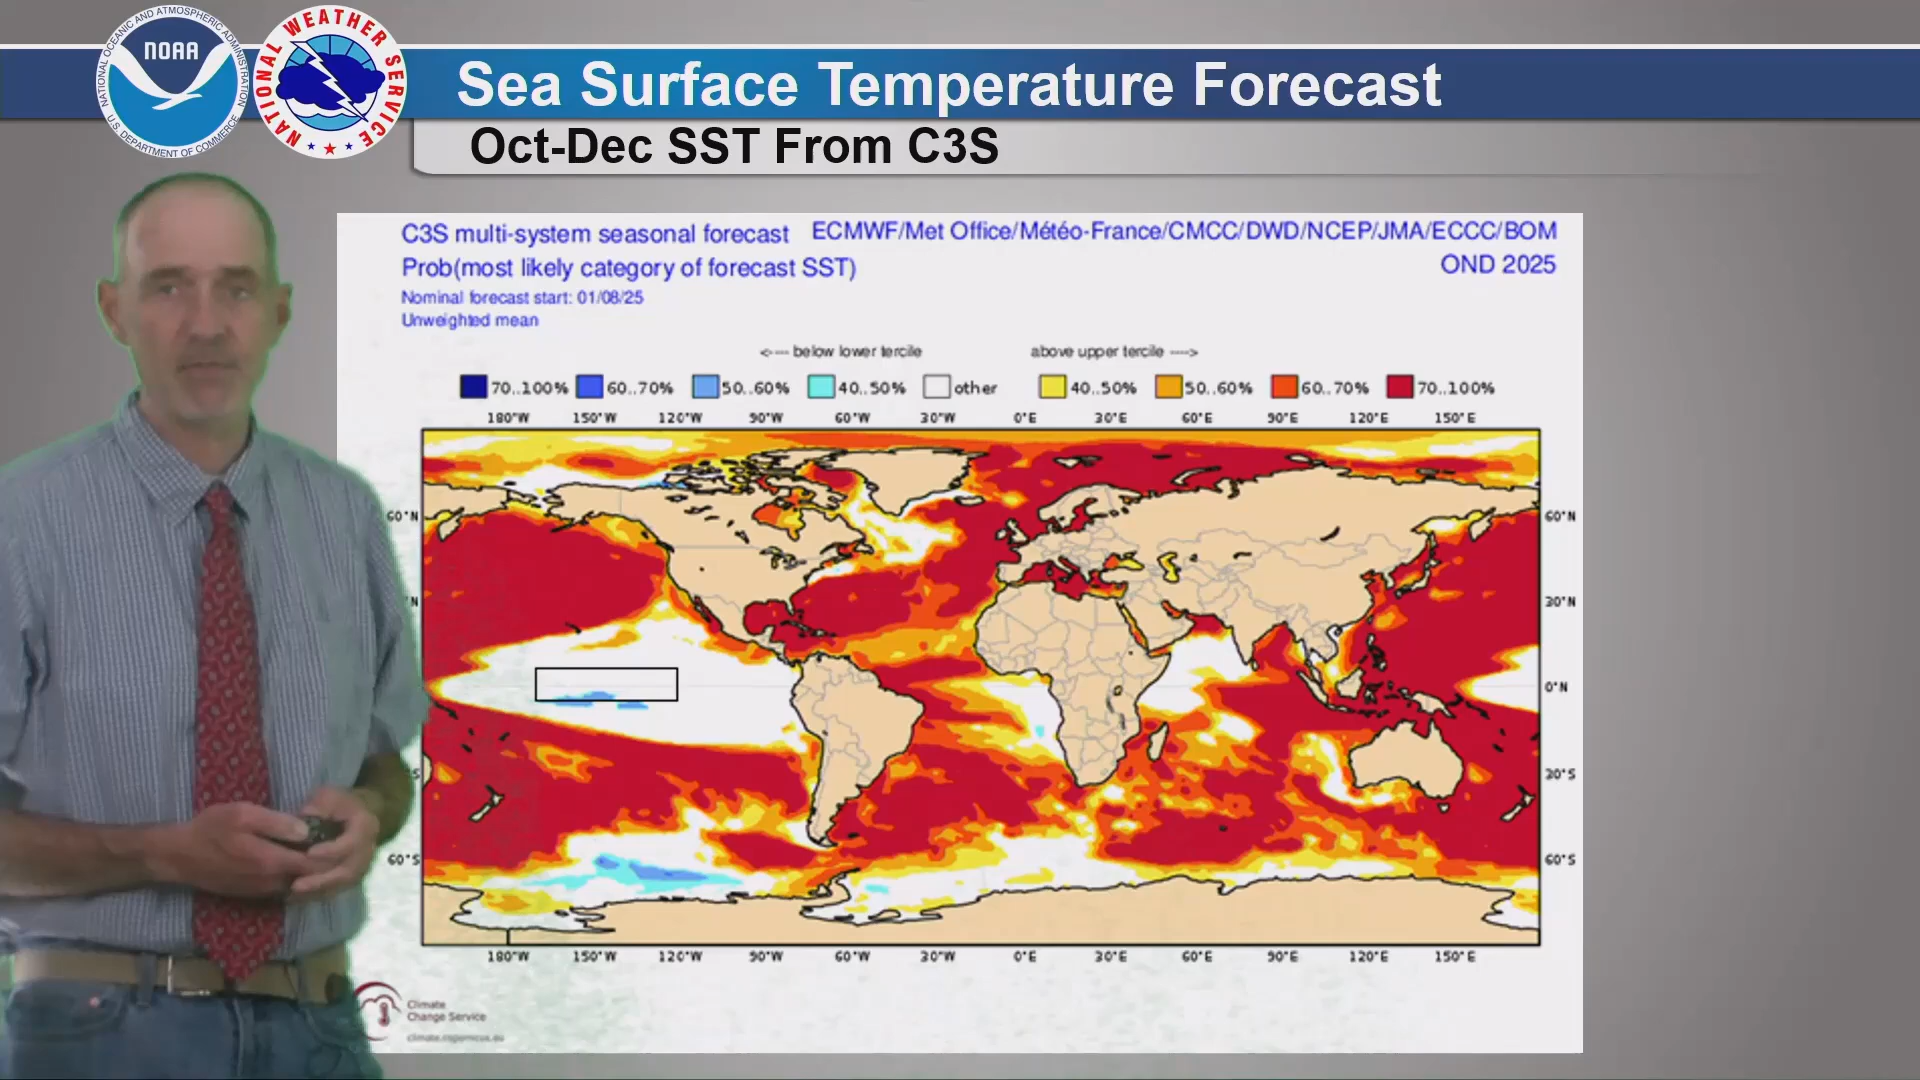 NATIONAL OCEANIC AND ATMOSPHERIC ADMINISTRATION
NOAA
U.S. DEPARTMENT OF COMMERCE
NATIONAL WEATHER SERVICE
Sea Surface Temperature Forecast
Oct-Dec SST From C3S
C3S multi-system seasonal forecast ECMWF/Met Office/Météo-France/CMCC/DWD/NCEP/JMA/ECCC/BOM
Prob(most likely category of forecast SST) OND 2025
Nominal forecast start: 01/08/25
Unweighted mean
<--- below lower tercile above upper tercile --->
70..100% 60..70% 50..60% 40..50% other 40..50% 50..60% 60..70% 70..100%
180°W 150°W 120°W 90°W 60°W 30°W 0°E 30°E 60°E 90°E 120°E 150°E
60°N 60°N
N 30°N
0°N
S 30°S
60°S 60°S
180°W 150°W 120°W 90°W 60°W 30°W 0°E 30°E 60°E 90°E 120°E 150°E
Climate
Change Service
climate.copernicus.eu